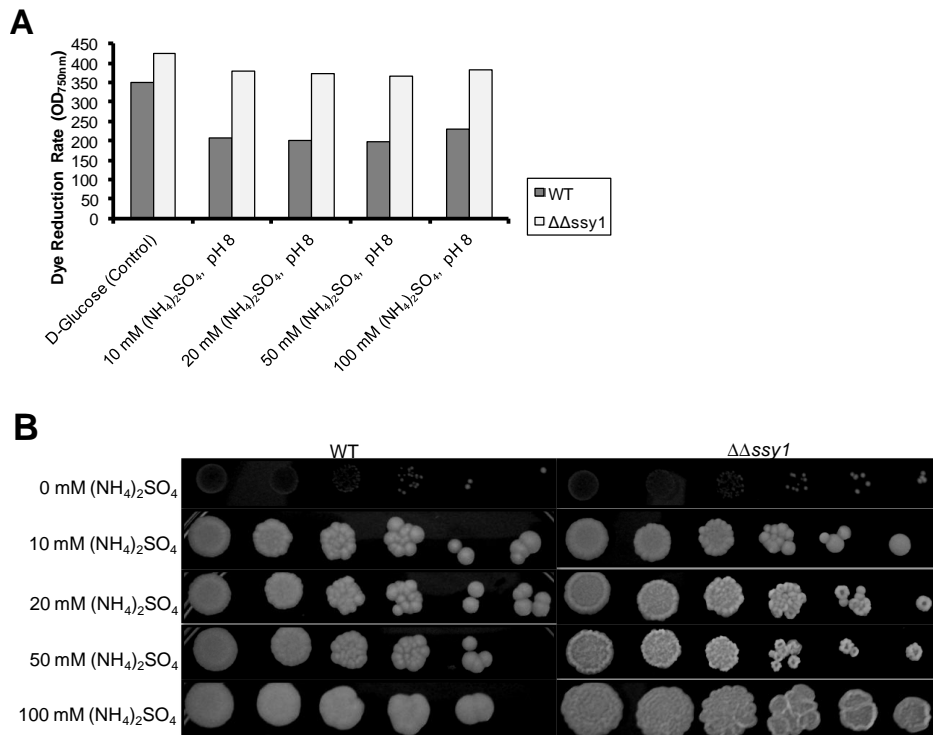 A
Dye Reduction Rate (OD750nm)
450
400
350
300
250
200
150
100
50
0
D-Glucose (Control)
10 mM (NH4)2SO4, pH 8
20 mM (NH4)2SO4, pH 8
50 mM (NH4)2SO4, pH 8
100 mM (NH4)2SO4, pH 8
WT
ΔΔssy1
B
WT
ΔΔssy1
0 mM (NH4)2SO4
10 mM (NH4)2SO4
20 mM (NH4)2SO4
50 mM (NH4)2SO4
100 mM (NH4)2SO4